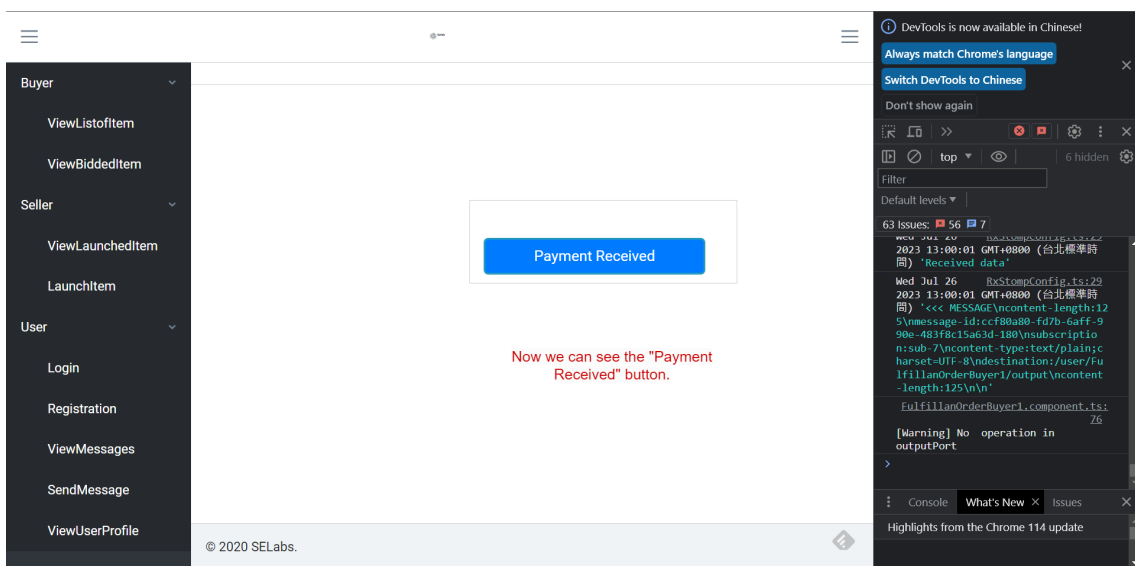 Buyer
ViewListofItem
ViewBiddedItem
Seller
ViewLaunchedItem
LaunchItem
User
Login
Registration
ViewMessages
SendMessage
ViewUserProfile
Payment Received
Now we can see the "Payment
Received" button.
© 2020 SELabs.
DevTools is now available in Chinese!
Always match Chrome's language
Switch DevTools to Chinese
Don't show again
top
6 hidden
Filter
Default levels
63 Issues: 56 7
Wed Jul 26 RxStompConfig.ts:29
2023 13:00:01 GMT+0800 (台北標準時
間) 'Received data'
Wed Jul 26 RxStompConfig.ts:29
2023 13:00:01 GMT+0800 (台北標準時
間) '<<< MESSAGE\ncontent-length:12
5\nmessage-id:ccf80a80-fd7b-6aff-9
90e-483f8c15a63d-180\nsubscriptio
n:sub-7\ncontent-type:text/plain;c
harset=UTF-8\ndestination:/user/Fu
lfillanOrderBuyer1/output\ncontent
-length:125\n\n'
FulfillanOrderBuyer1.component.ts:
76
[Warning] No operation in
outputPort
Console What's New Issues
Highlights from the Chrome 114 update